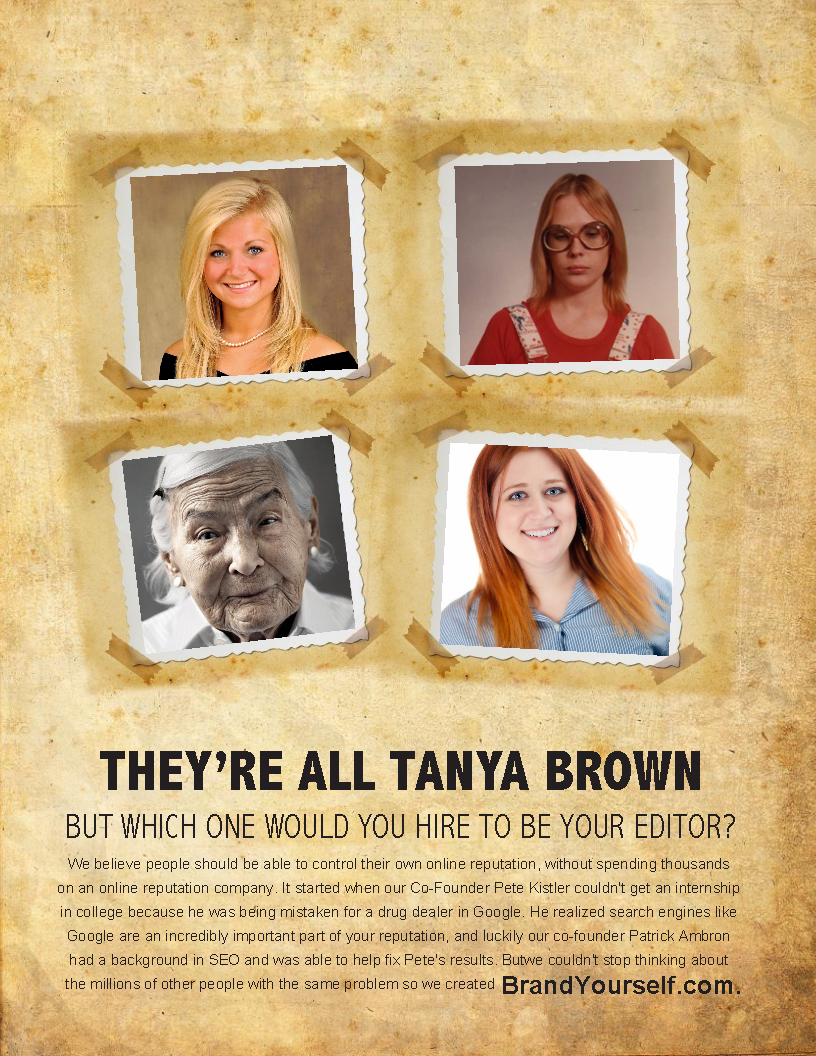 THEY'RE ALL TANYA BROWN
BUT WHICH ONE WOULD YOU HIRE TO BE YOUR EDITOR?
We believe people should be able to control their own online reputation, without spending thousands
on an online reputation company. It started when our Co-Founder Pete Kistler couldn't get an internship
in college because he was being mistaken for a drug dealer in Google. He realized search engines like
Google are an incredibly important part of your reputation, and luckily our co-founder Patrick Ambron
had a background in SEO and was able to help fix Pete's results. Butwe couldn't stop thinking about
the millions of other people with the same problem so we created BrandYourself.com.